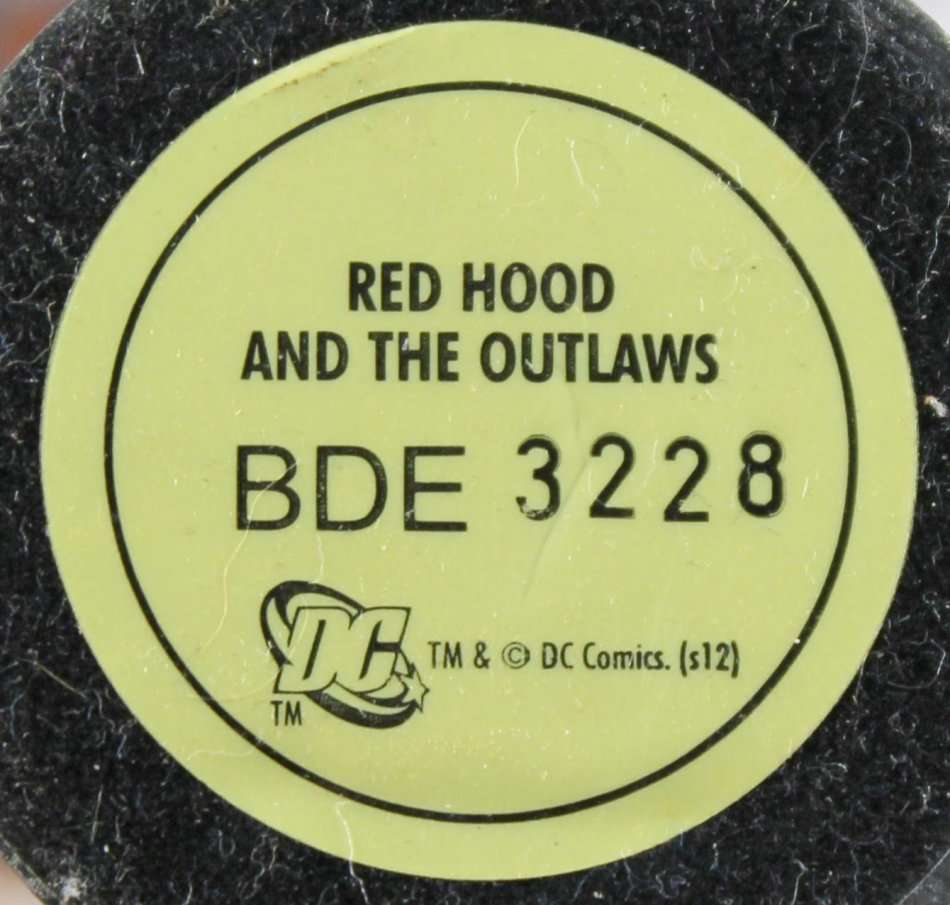 RED HOOD
AND THE OUTLAWS
BDE 3228
DC TM & © DC Comics. (s12)
TM